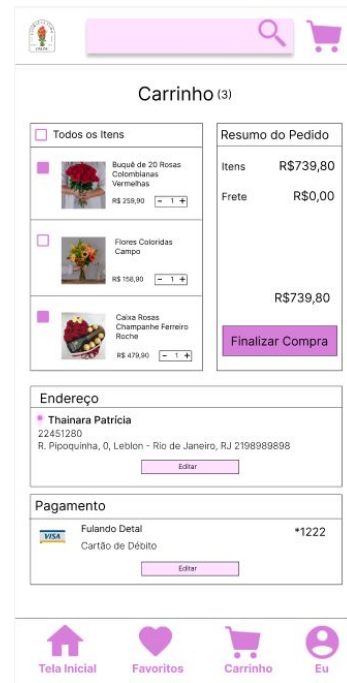 Carrinho (3)
Todos os Itens
Buquê de 20 Rosas
Colombianas
Vermelhas
R$ 259,90 - 1 +
Flores Coloridas
Campo
R$ 158,90 - 1 +
Caixa Rosas
Champanhe Ferreiro
Roche
R$ 479,90 - 1 +
Resumo do Pedido
Itens R$739,80
Frete R$0,00
R$739,80
Finalizar Compra
Endereço
Thainara Patrícia
22451280
R. Pipoquinha, 0, Leblon - Rio de Janeiro, RJ 2198989898
Editar
Pagamento
VISA
Fulando Detal *1222
Cartão de Débito
Editar
Tela Inicial Favoritos Carrinho Eu